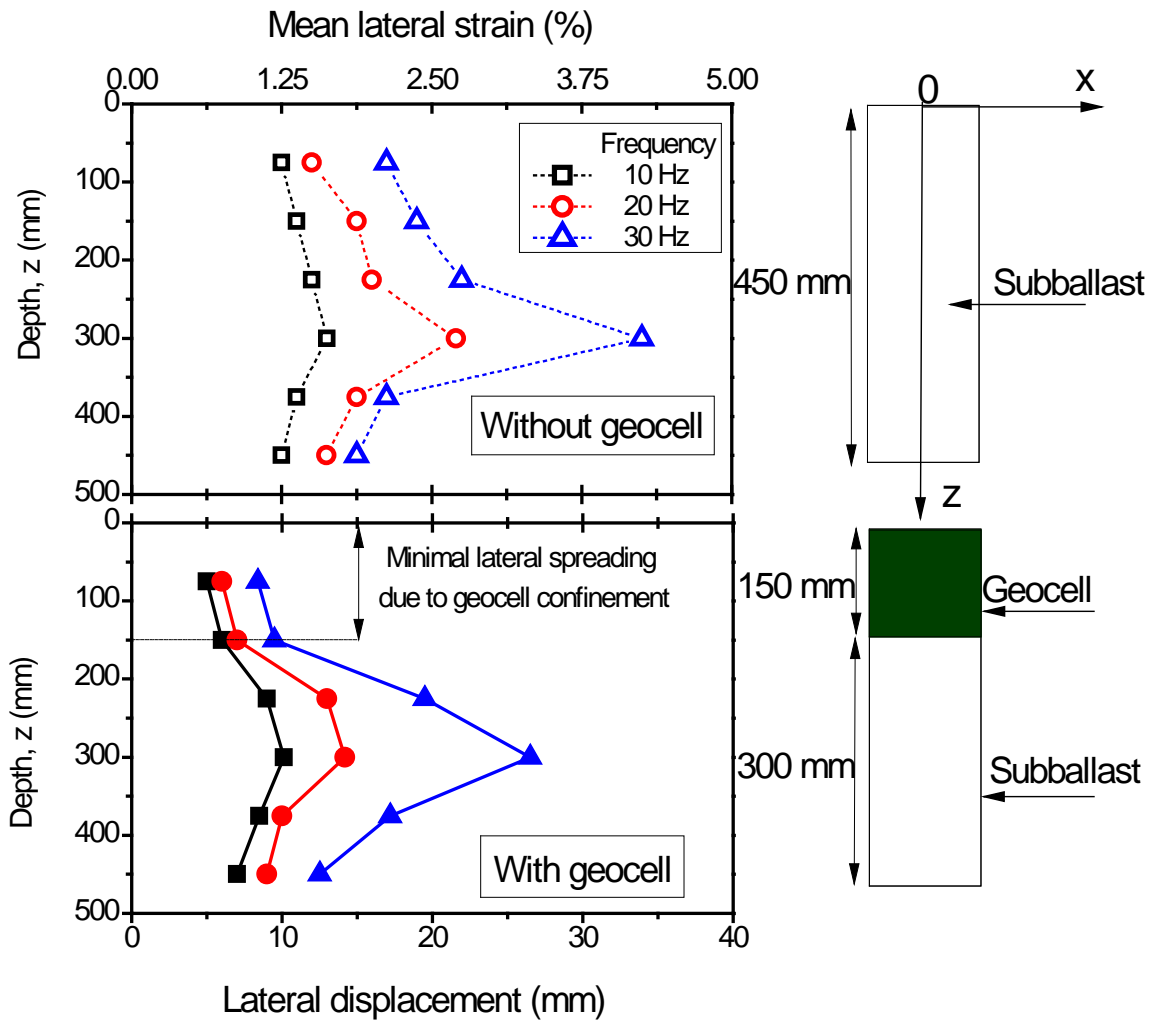 Mean lateral strain (%)
0.00 1.25 2.50 3.75 5.00
0
100
200
300
400
500
Depth, z (mm)
Frequency
10 Hz
20 Hz
30 Hz
Without geocell
0
100
200
300
400
500
Depth, z (mm)
Minimal lateral spreading
due to geocell confinement
With geocell
0 10 20 30 40
Lateral displacement (mm)
0
x
450 mm
Subballast
z
150 mm
Geocell
300 mm
Subballast